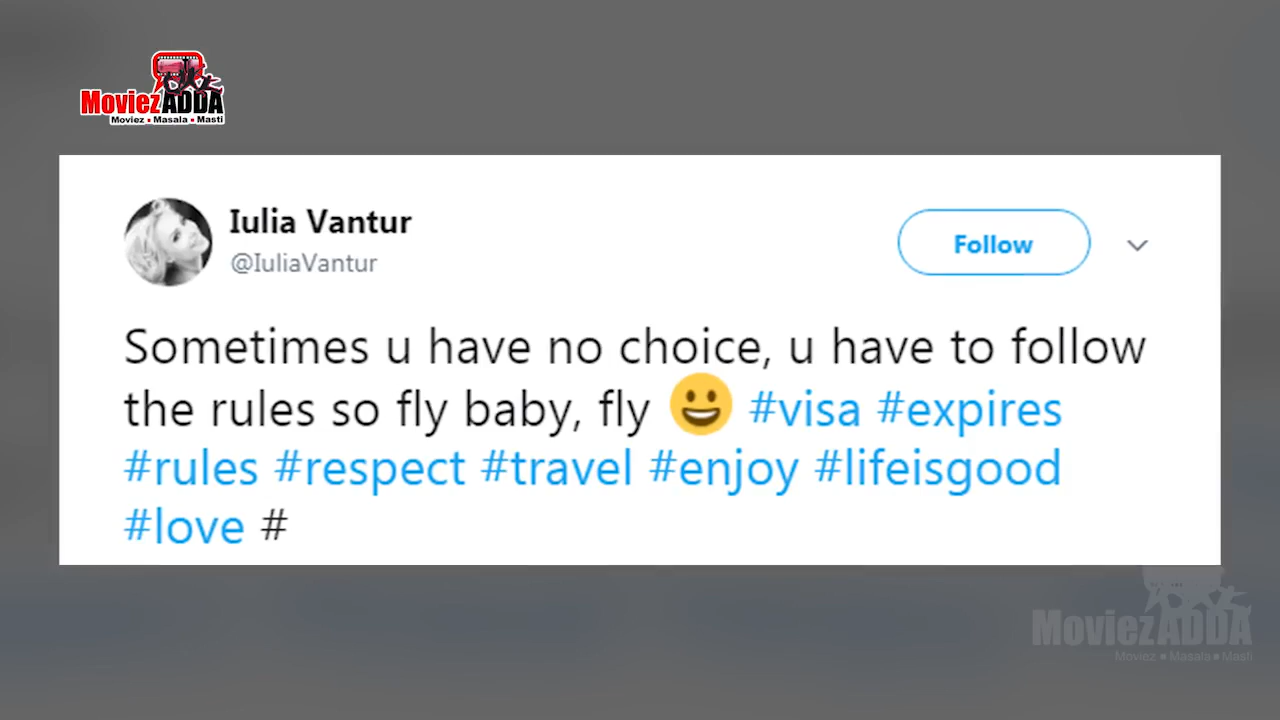 MoviezADDA
Moviez ▪ Masala ▪ Masti
Iulia Vantur
@IuliaVantur
Follow
Sometimes u have no choice, u have to follow
the rules so fly baby, fly 😀 #visa #expires
#rules #respect #travel #enjoy #lifeisgood
#love #
MoviezADDA
Moviez ▪ Masala ▪ Masti